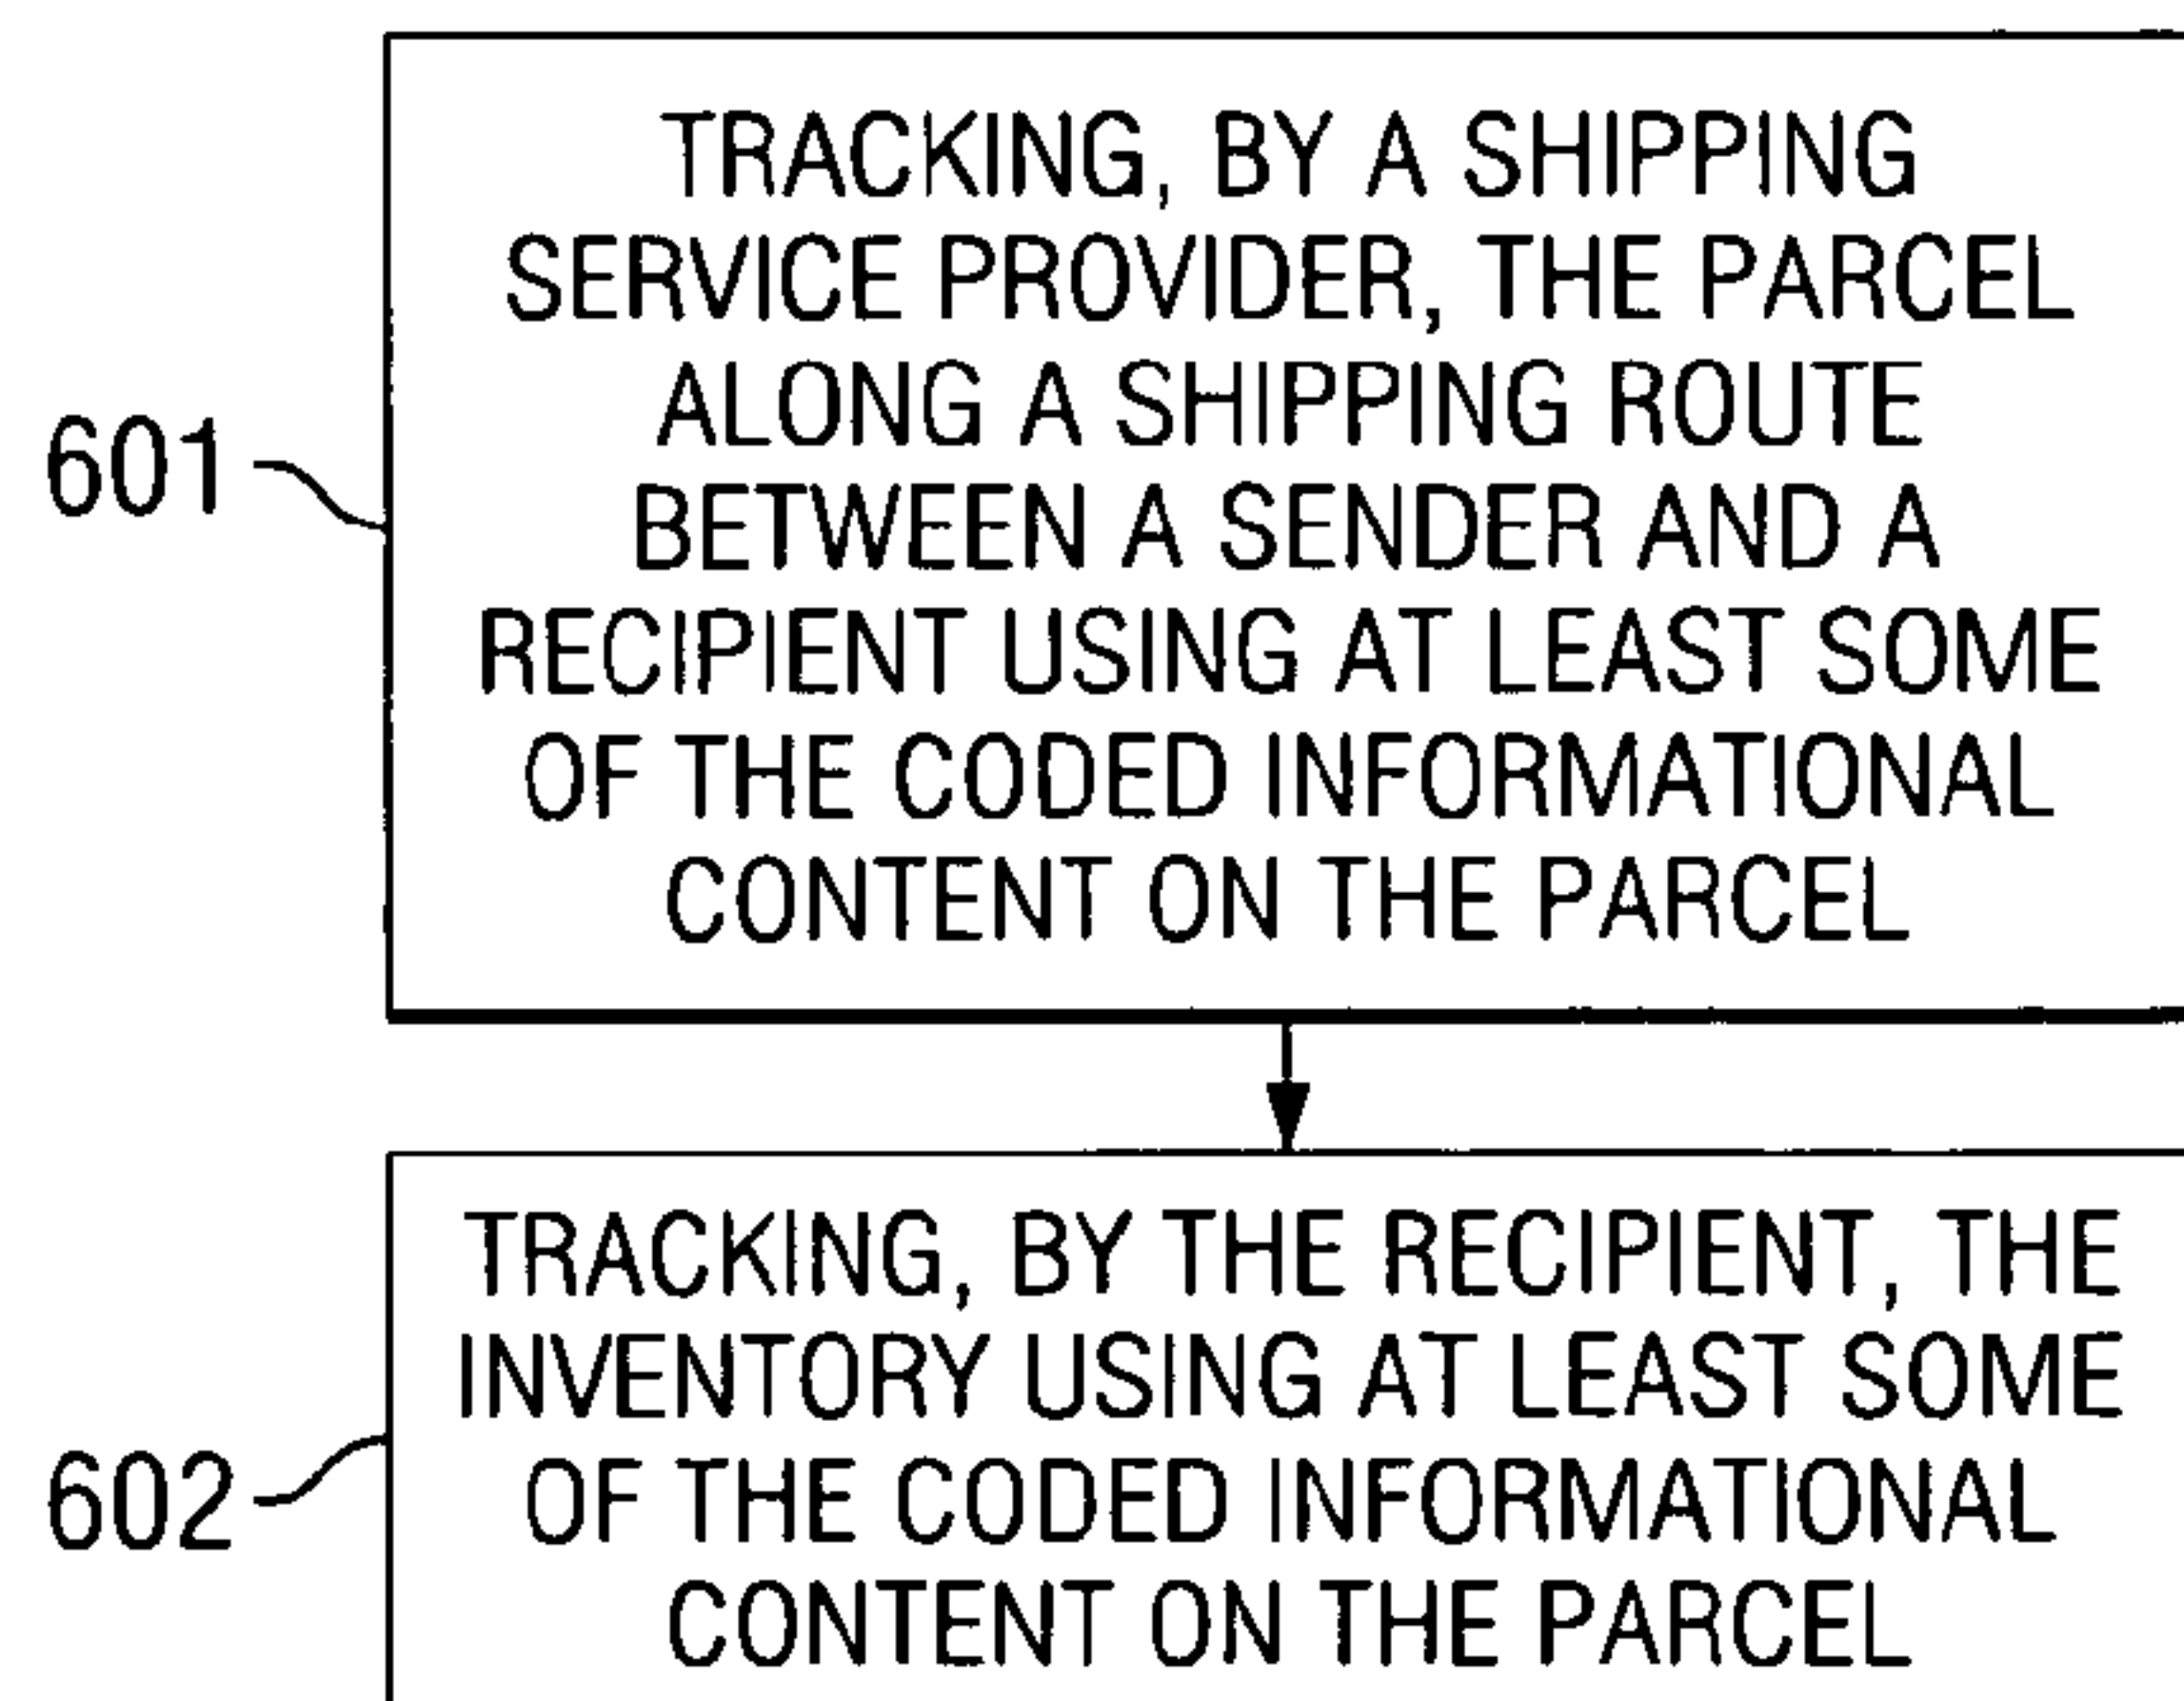 TRACKING, BY A SHIPPING
SERVICE PROVIDER, THE PARCEL
ALONG A SHIPPING ROUTE
BETWEEN A SENDER AND A
RECIPIENT USING AT LEAST SOME
OF THE CODED INFORMATIONAL
CONTENT ON THE PARCEL
601
TRACKING, BY THE RECIPIENT, THE
INVENTORY USING AT LEAST SOME
OF THE CODED INFORMATIONAL
CONTENT ON THE PARCEL
602